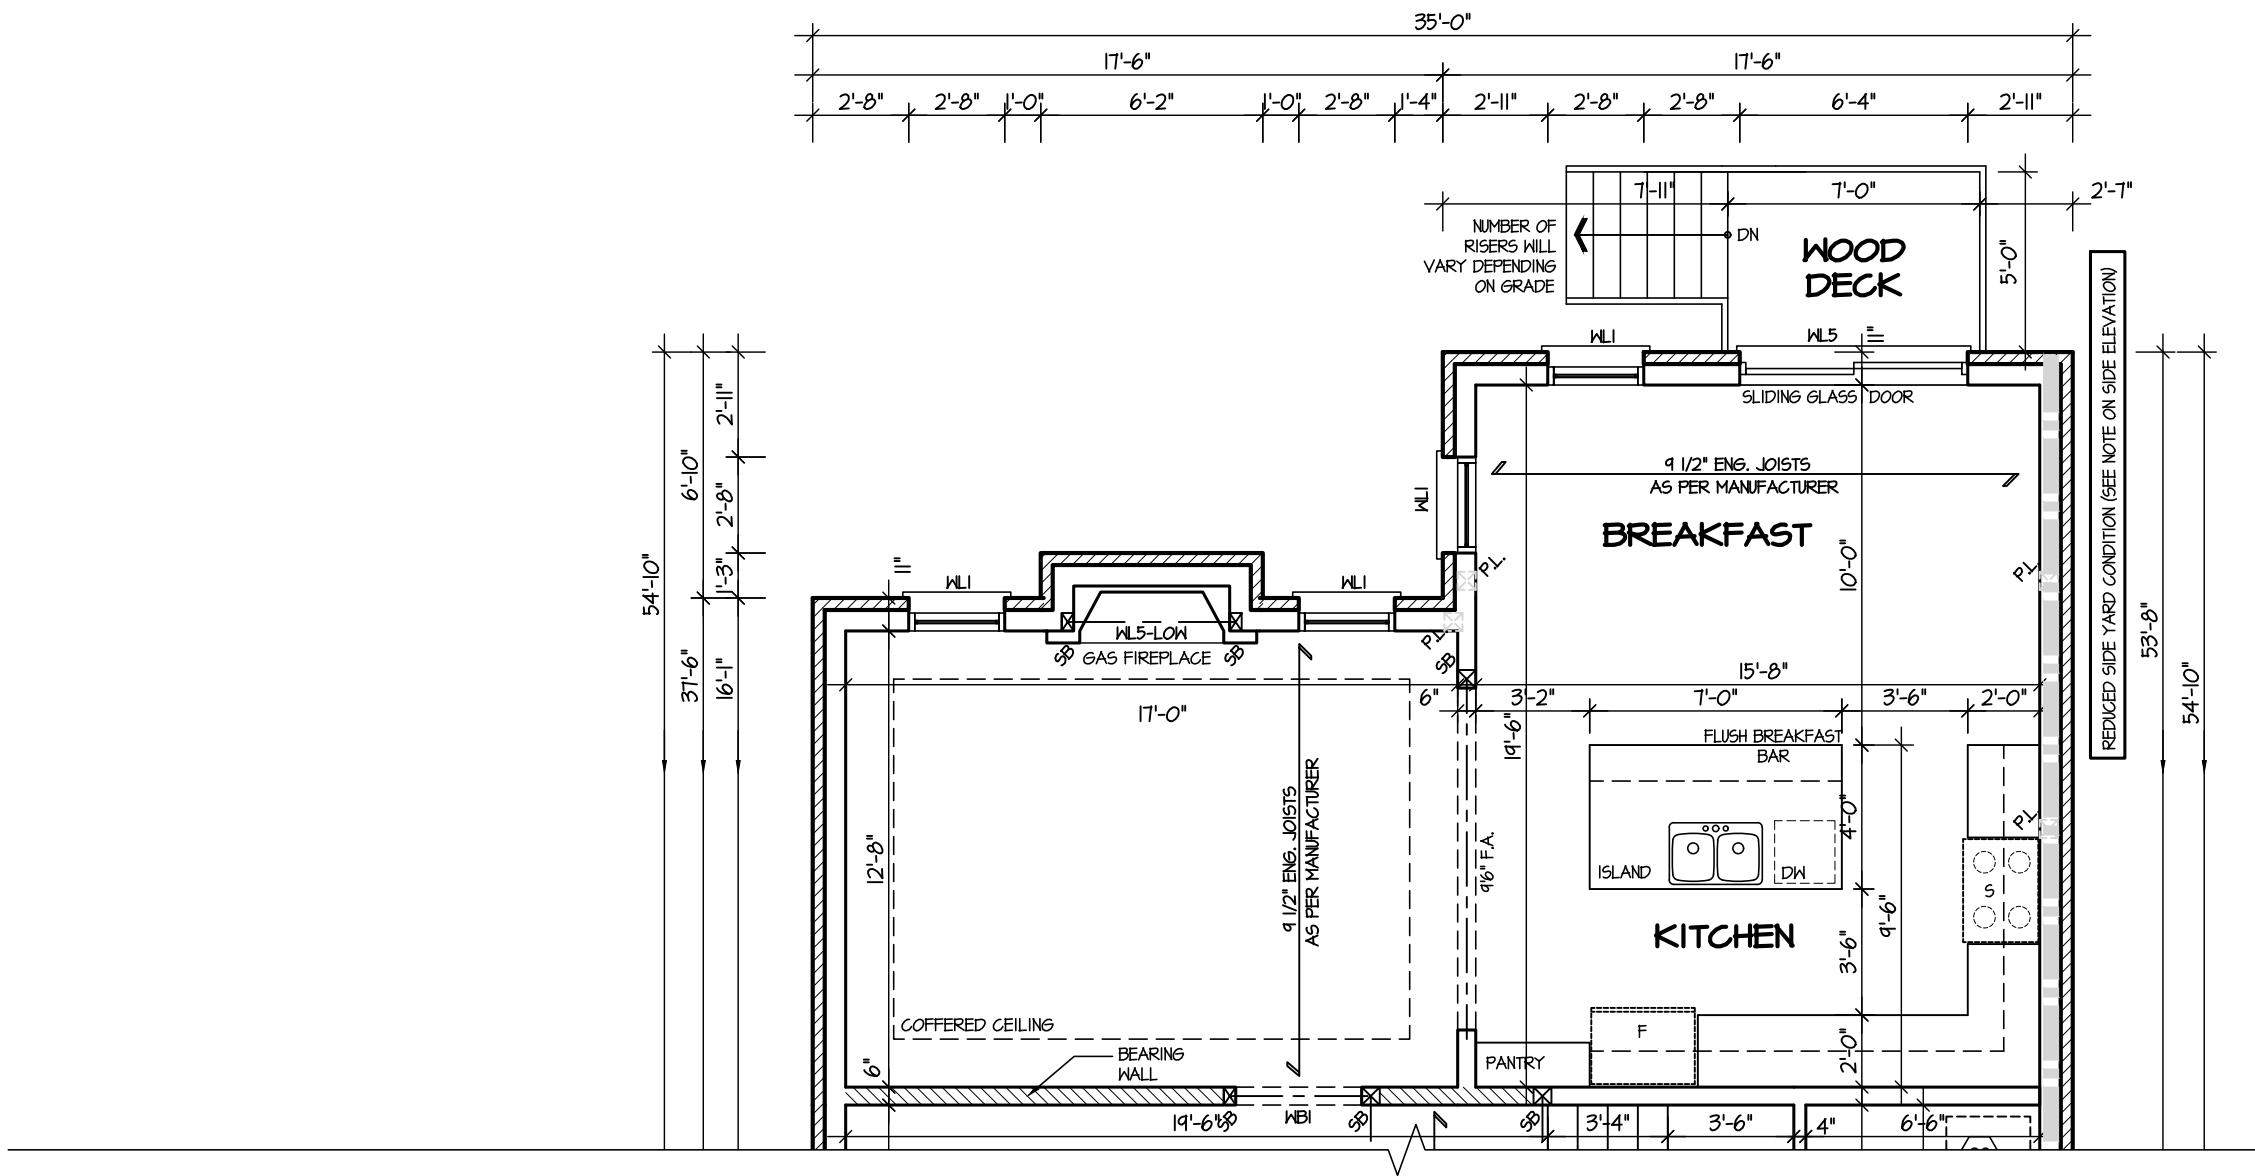 35'-0"
17'-6" 17'-6"
2'-8" 2'-8" 1'-0" 6'-2" 1'-0" 2'-8" 1'-4" 2'-11" 2'-8" 2'-8" 6'-4" 2'-11"
7'-11" 7'-0" 2'-7"
NUMBER OF
RISERS WILL
VARY DEPENDING
ON GRADE
DN
WOOD
DECK
5'-0"
REDUCED SIDE YARD CONDITION (SEE NOTE ON SIDE ELEVATION)
WL1 WL5 11"
SLIDING GLASS DOOR
2'-11"
6'-10"
2'-8"
1'-3"
54'-10"
37'-6"
16'-1"
9 1/2" ENG. JOISTS
AS PER MANUFACTURER
WL1
BREAKFAST
10'-0"
P.L.
P.L.
11"
WL1 WL1
WL5-LOW
GAS FIREPLACE
SB SB
P.L.
SB
53'-8"
54'-10"
15'-8"
6" 3'-2" 7'-0" 3'-6" 2'-0"
17'-0"
19'-6"
FLUSH BREAKFAST
BAR
9 1/2" ENG. JOISTS
AS PER MANUFACTURER
12'-8"
9'6" F.A.
4'-0"
P.L.
ISLAND DW
S
9'-6"
KITCHEN
3'-6"
COFFERED CEILING
F
BEARING
WALL
PANTRY
2'-0"
6"
19'-6" SB WB1 SB SB 3'-4" 3'-6" 4" 6'-6"